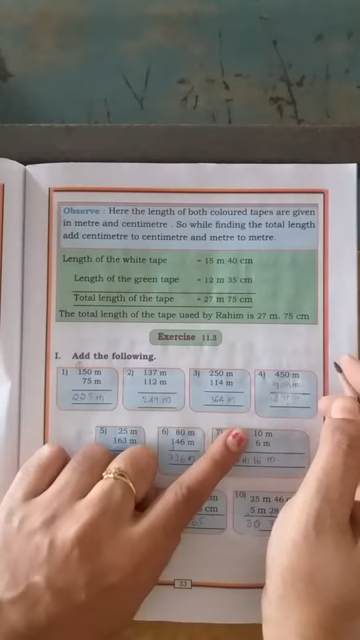 Observe : Here the length of both coloured tapes are given
in metre and centimetre . So while finding the total length
add centimetre to centimetre and metre to metre.
Length of the white tape = 15 m 40 cm
Length of the green tape = 12 m 35 cm
Total length of the tape = 27 m 75 cm
The total length of the tape used by Rahim is 27 m. 75 cm
Exercise 11.3
I. Add the following.
1) 150 m 2) 137 m 3) 250 m 4) 450 m
75 m 112 m 114 m
225 m 249 m 364 m
5) 25 m 6) 80 m 10 m
163 m 146 m 6 m
m 16 m
m 10) 25 m 46
cm 5 m 28
33